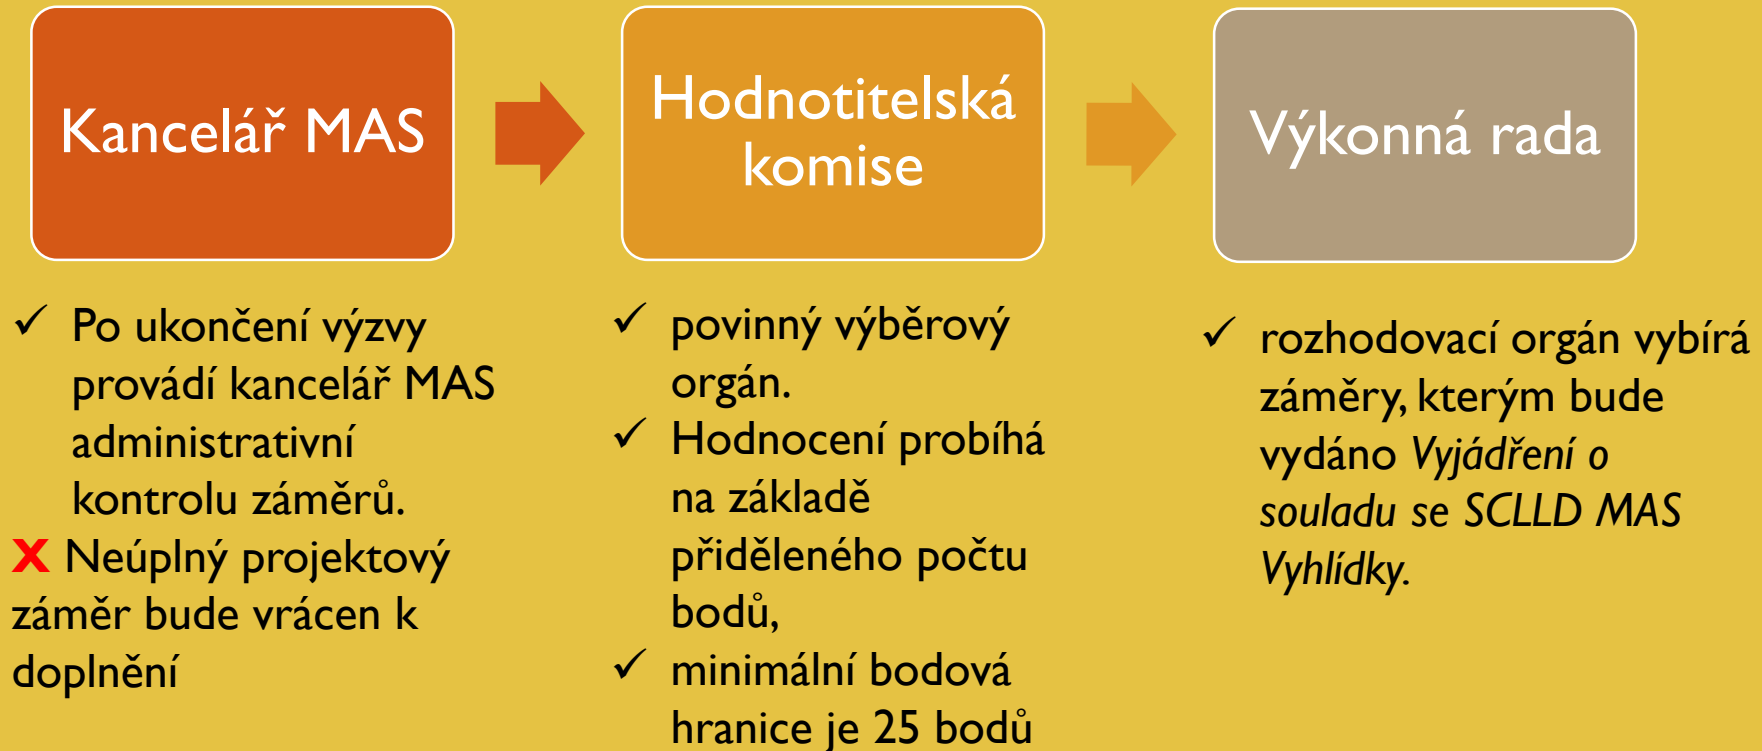 Kancelář MAS
Hodnotitelská
komise
Výkonná rada
✓ Po ukončení výzvy
provádí kancelář MAS
administrativní
kontrolu záměrů.
X Neúplný projektový
záměr bude vrácen k
doplnění
✓ povinný výběrový
orgán.
✓ Hodnocení probíhá
na základě
přiděleného počtu
bodů,
✓ minimální bodová
hranice je 25 bodů
✓ rozhodovací orgán vybírá
záměry, kterým bude
vydáno Vyjádření o
souladu se SCLLD MAS
Vyhlídky.